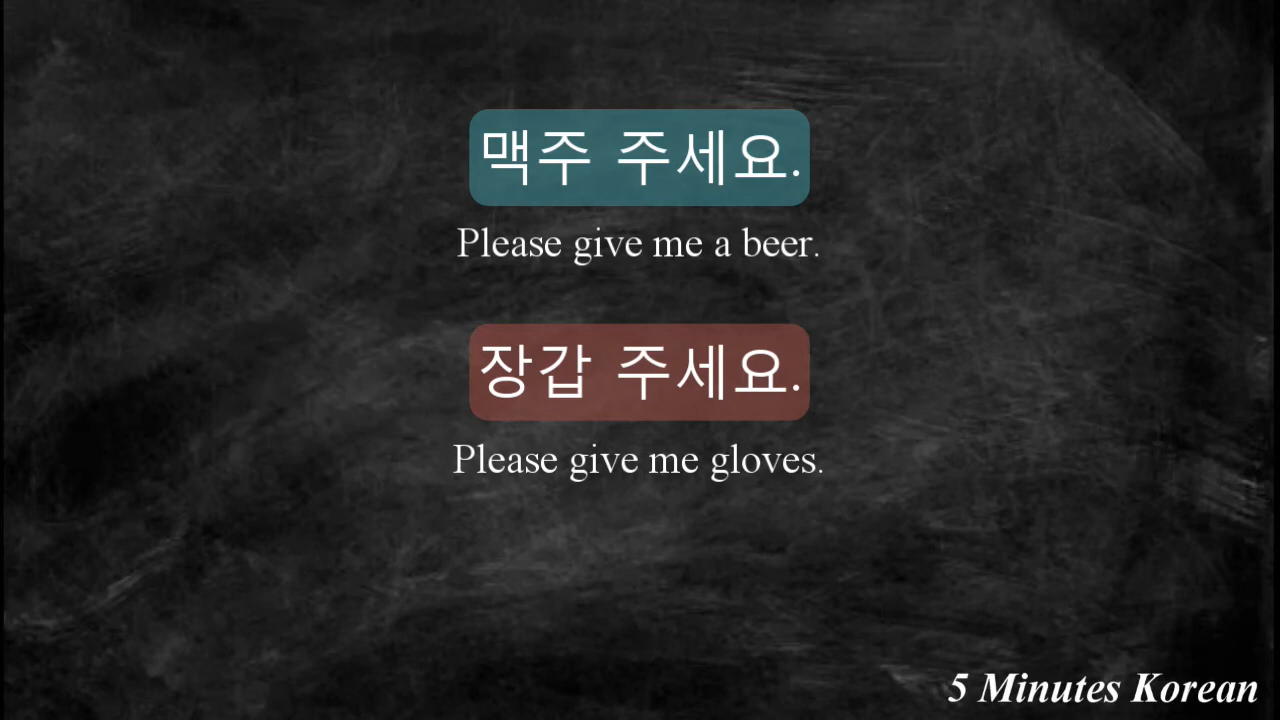 맥주 주세요.
Please give me a beer.
장갑 주세요.
Please give me gloves.
5 Minutes Korean